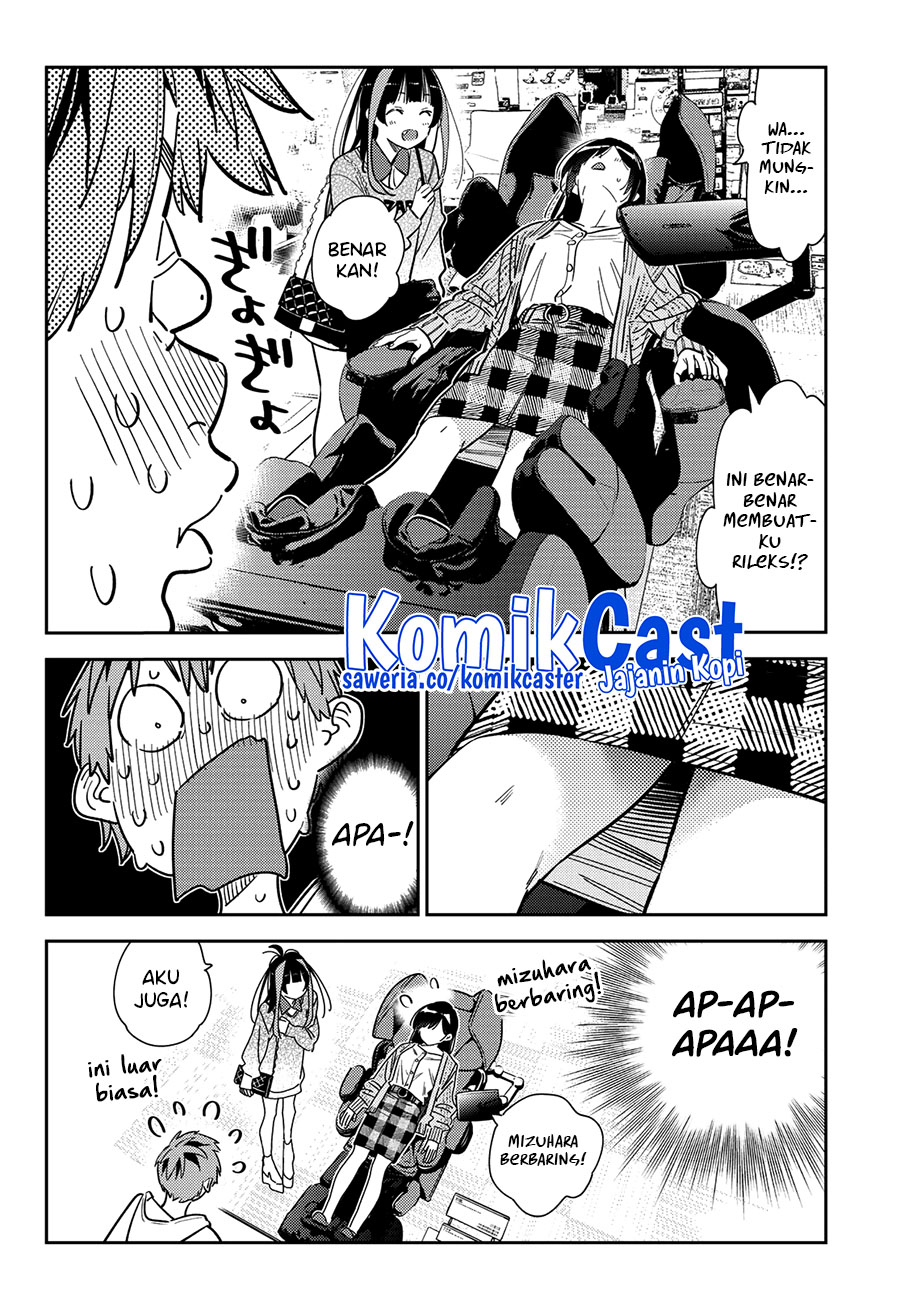 WA...
TIDAK
MUNG-
KIN...
BENAR
KAN!
ぎょぎょ
INI BENAR-
BENAR
MEMBUAT-
KU
RILEKS!?
KomikCast
saweria.co/komikcaster Jajanin Kopi
APA-!
AP-AP-
APAAA!
mizuhara
berbaring!
AKU
JUGA!
ini luar
biasa!
MIZUHARA
BERBARING!